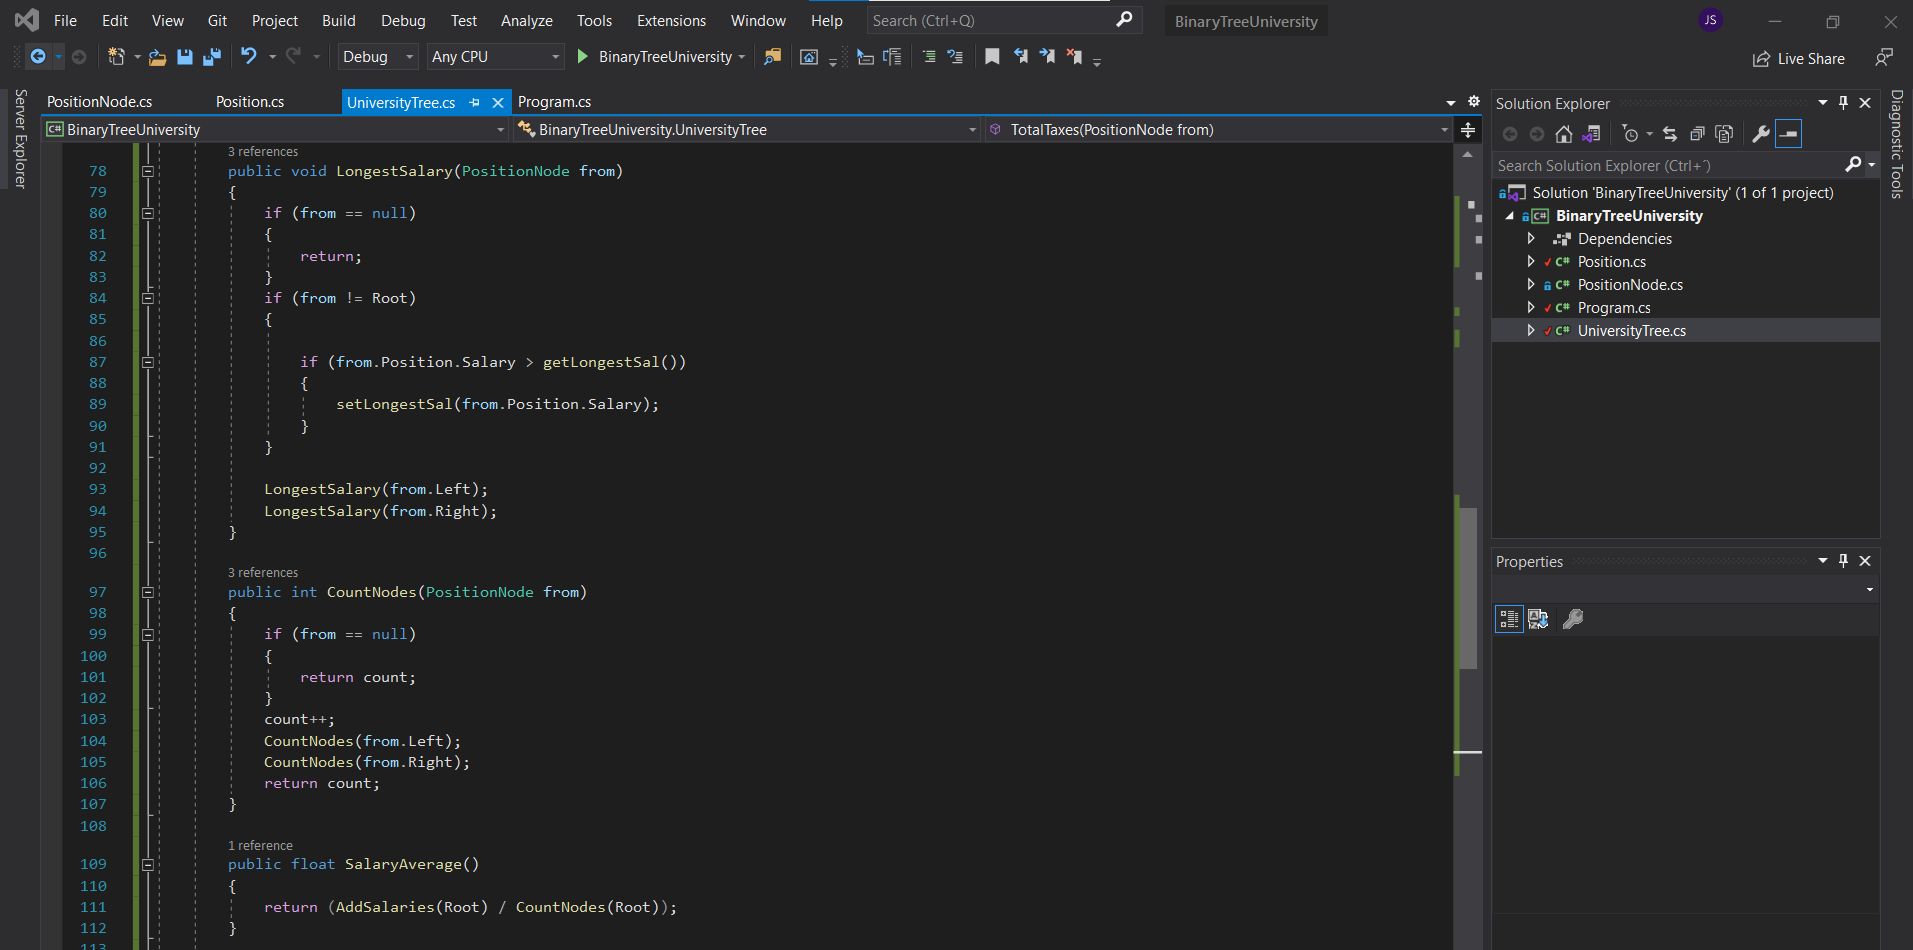 File Edit View Git Project Build Debug Test Analyze Tools Extensions Window Help Search (Ctrl+Q) BinaryTreeUniversity JS
Debug Any CPU BinaryTreeUniversity Live Share
Server Explorer
PositionNode.cs Position.cs UniversityTree.cs Program.cs
C# BinaryTreeUniversity BinaryTreeUniversity.UniversityTree TotalTaxes(PositionNode from)
3 references
78 public void LongestSalary(PositionNode from)
79 {
80 if (from == null)
81 {
82 return;
83 }
84 if (from != Root)
85 {
86
87 if (from.Position.Salary > getLongestSal())
88 {
89 setLongestSal(from.Position.Salary);
90 }
91 }
92
93 LongestSalary(from.Left);
94 LongestSalary(from.Right);
95 }
96
3 references
97 public int CountNodes(PositionNode from)
98 {
99 if (from == null)
100 {
101 return count;
102 }
103 count++;
104 CountNodes(from.Left);
105 CountNodes(from.Right);
106 return count;
107 }
108
1 reference
109 public float SalaryAverage()
110 {
111 return (AddSalaries(Root) / CountNodes(Root));
112 }
113
Solution Explorer
Search Solution Explorer (Ctrl+´)
Solution 'BinaryTreeUniversity' (1 of 1 project)
C# BinaryTreeUniversity
Dependencies
C# Position.cs
C# PositionNode.cs
C# Program.cs
C# UniversityTree.cs
Properties
Diagnostic Tools